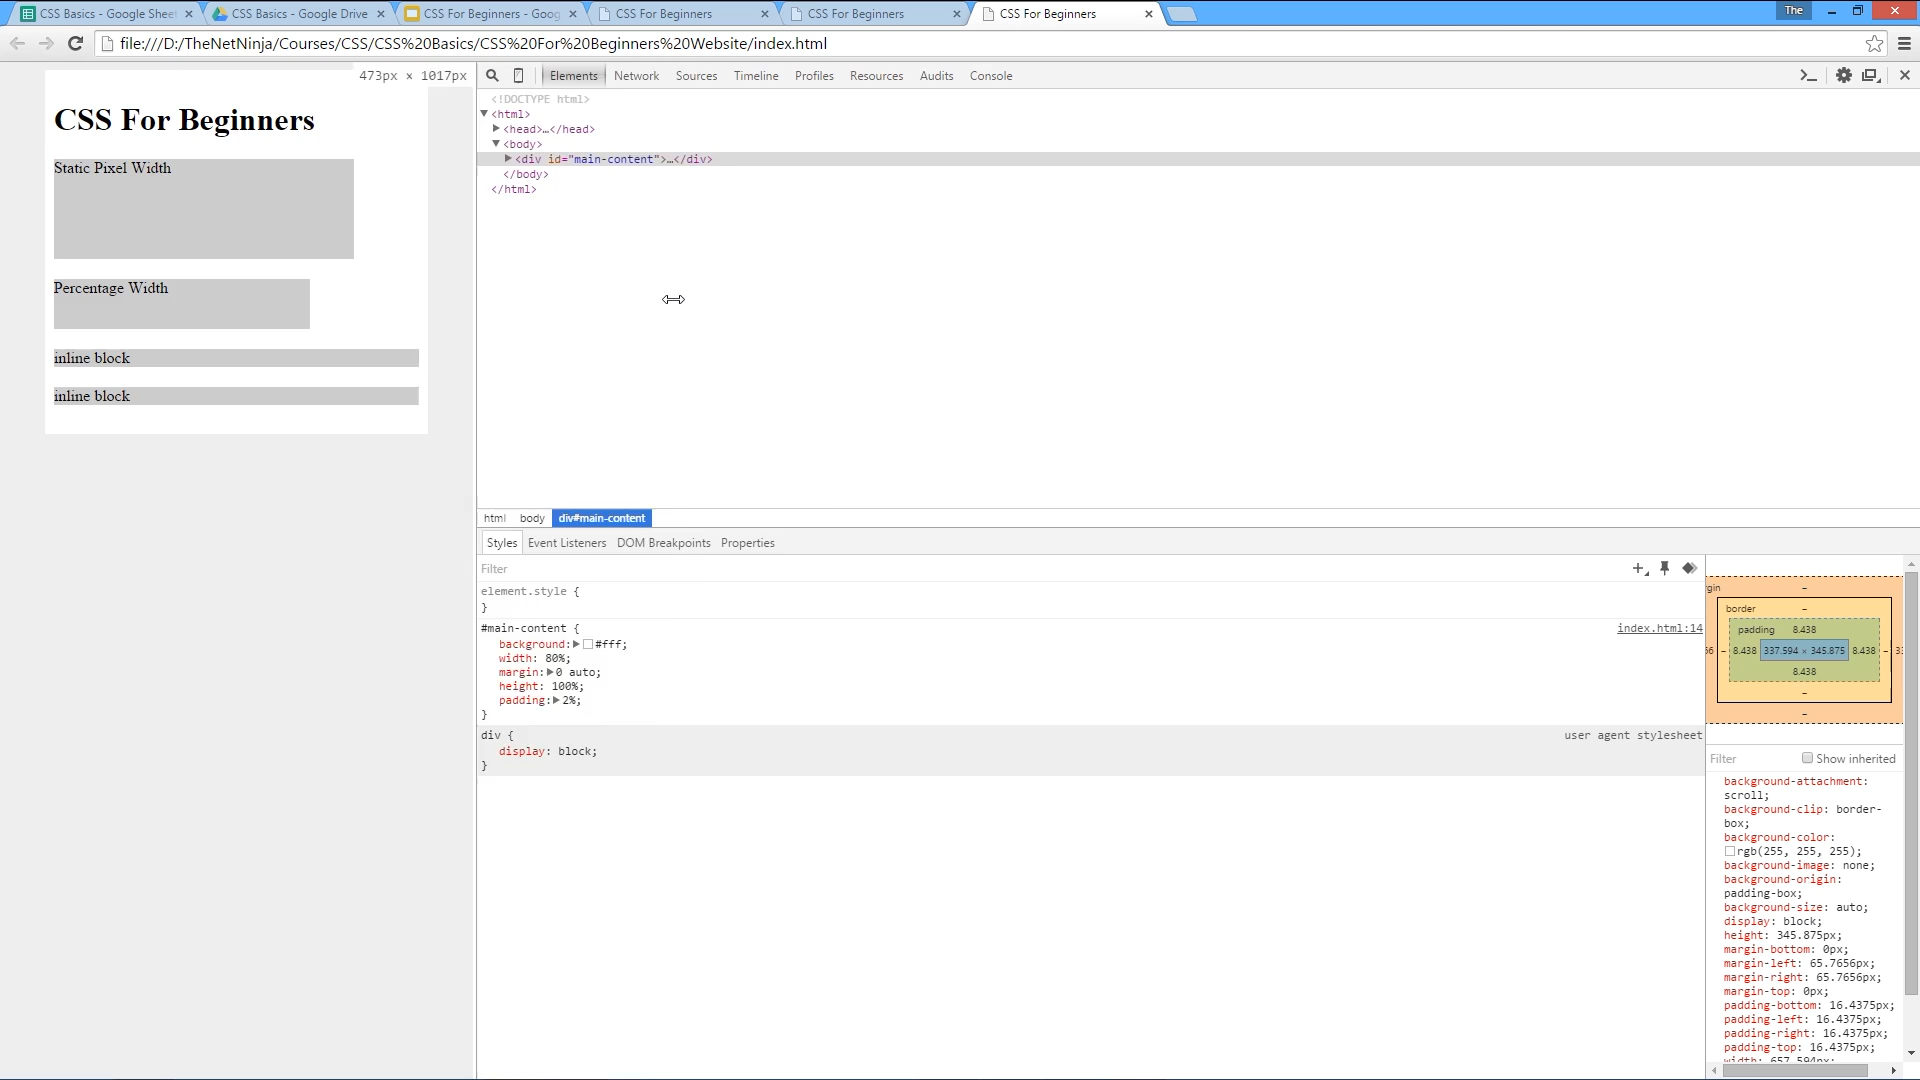 CSS Basics - Google Sheet
CSS Basics - Google Drive
CSS For Beginners - Goog
CSS For Beginners
CSS For Beginners
CSS For Beginners
The
file:///D:/TheNetNinja/Courses/CSS/CSS%20Basics/CSS%20For%20Beginners%20Website/index.html
473px × 1017px
Elements Network Sources Timeline Profiles Resources Audits Console
CSS For Beginners
Static Pixel Width
Percentage Width
inline block
inline block
<!DOCTYPE html>
<html>
<head>…</head>
<body>
<div id="main-content">…</div>
</body>
</html>
html body div#main-content
Styles Event Listeners DOM Breakpoints Properties
Filter
element.style {
}
#main-content {
index.html:14
background: #fff;
width: 80%;
margin: 0 auto;
height: 100%;
padding: 2%;
}
div {
user agent stylesheet
display: block;
}
gin –
border –
padding 8.438
– 8.438 337.594 × 345.875 8.438 –
8.438
–
–
Filter Show inherited
background-attachment:
scroll;
background-clip: border-
box;
background-color:
rgb(255, 255, 255);
background-image: none;
background-origin:
padding-box;
background-size: auto;
display: block;
height: 345.875px;
margin-bottom: 0px;
margin-left: 65.7656px;
margin-right: 65.7656px;
margin-top: 0px;
padding-bottom: 16.4375px;
padding-left: 16.4375px;
padding-right: 16.4375px;
padding-top: 16.4375px;
width: 657.594px;